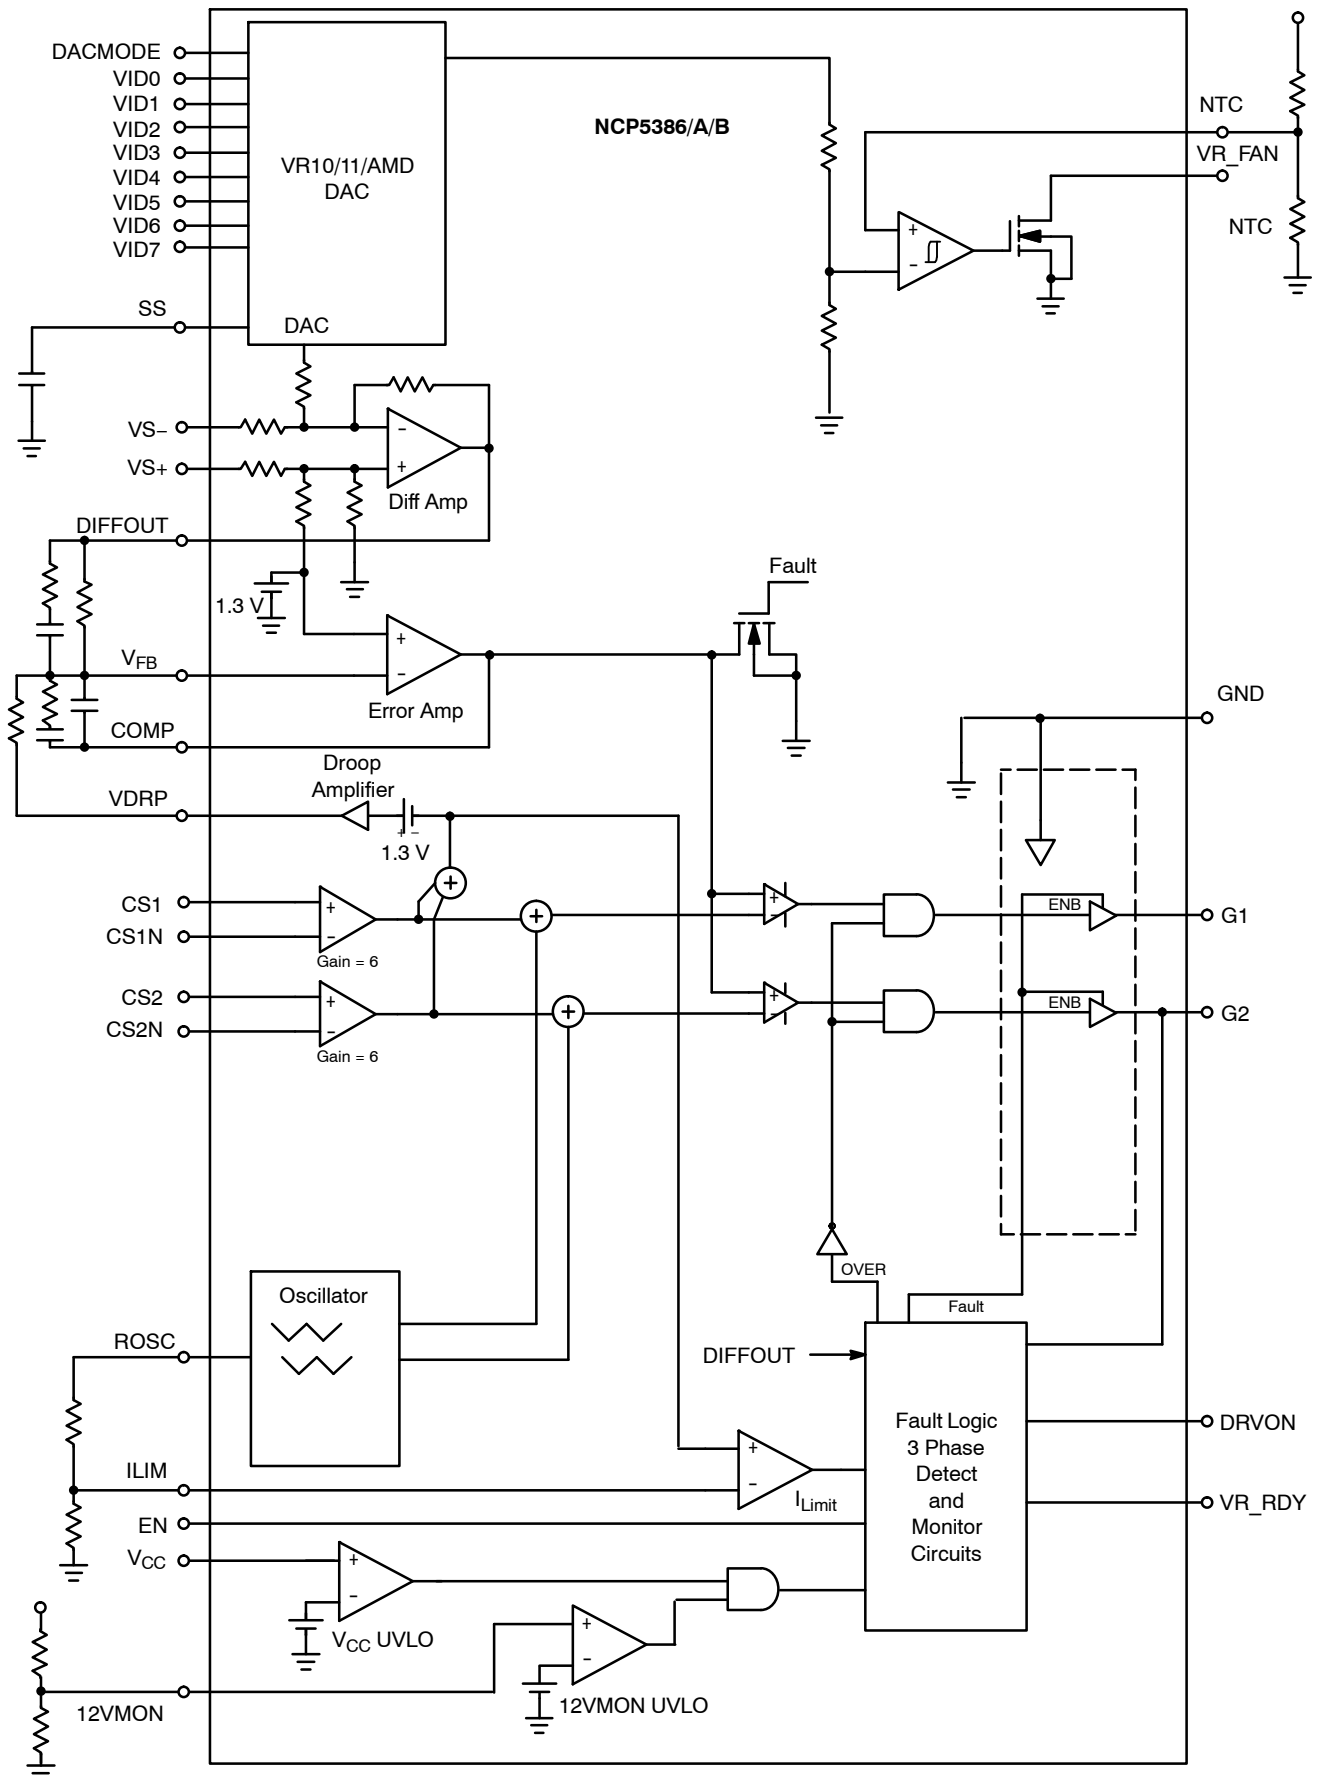 DACMODE
VID0
VID1
VID2
VID3
VID4
VID5
VID6
VID7
VR10/11/AMD
DAC
NCP5386/A/B
NTC
VR_FAN
NTC
+
−
SS
DAC
VS−
VS+
−
+
Diff Amp
DIFFOUT
1.3 V
Fault
VFB
+
−
Error Amp
COMP
GND
Droop
Amplifier
VDRP
+ −
1.3 V
+
CS1
CS1N
+
−
Gain = 6
+
+
−
ENB
G1
CS2
CS2N
+
−
Gain = 6
+
+
−
ENB
G2
OVER
Fault
Oscillator
ROSC
DIFFOUT
Fault Logic
3 Phase
Detect
and
Monitor
Circuits
DRVON
VR_RDY
ILIM
+
−
ILimit
EN
VCC
+
−
VCC UVLO
+
−
12VMON UVLO
12VMON